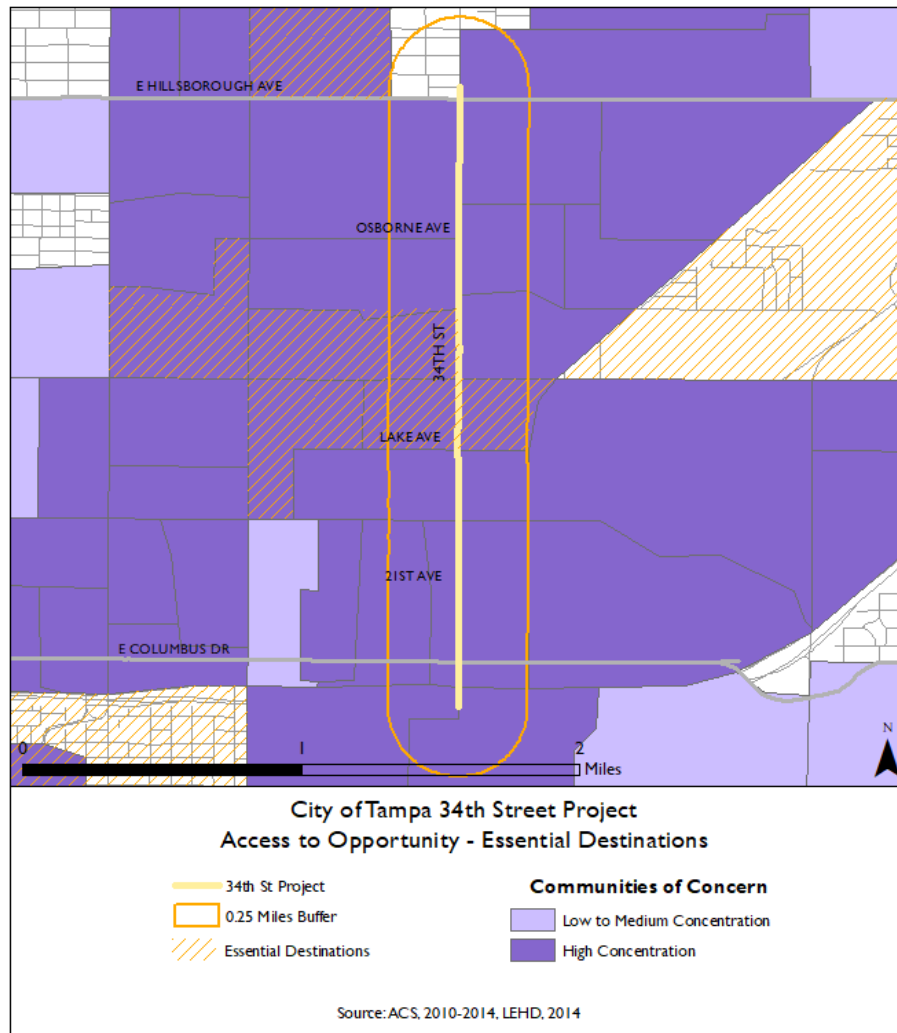 E HILLSBOROUGH AVE
OSBORNE AVE
34TH ST
LAKE AVE
21ST AVE
E COLUMBUS DR
0 1 2 Miles
N
City of Tampa 34th Street Project
Access to Opportunity - Essential Destinations
34th St Project
0.25 Miles Buffer
Essential Destinations
Communities of Concern
Low to Medium Concentration
High Concentration
Source: ACS, 2010-2014, LEHD, 2014